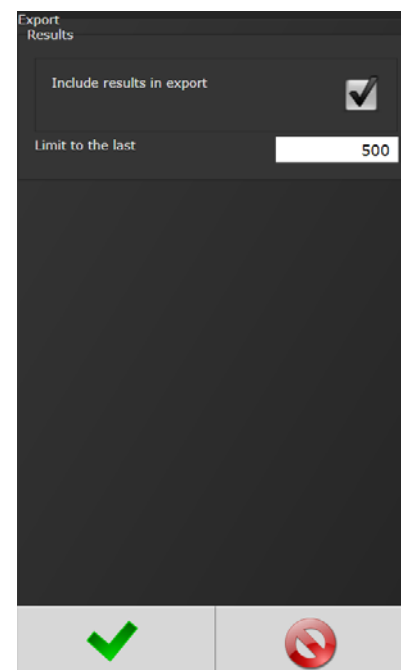 Export
Results
Include results in export
Limit to the last
500